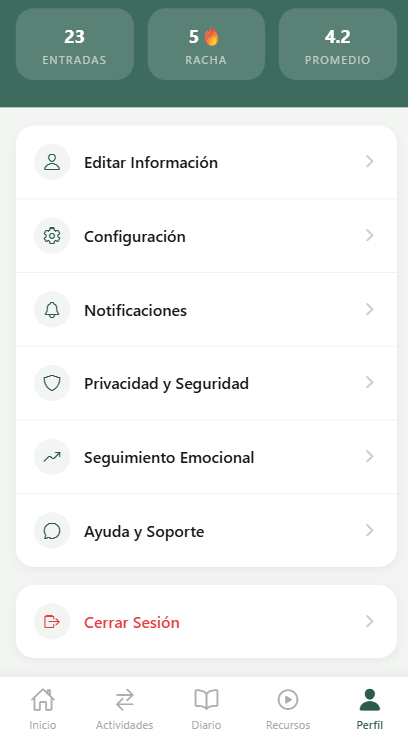 23
5🔥
4.2
ENTRADAS
RACHA
PROMEDIO
Editar Información
Configuración
Notificaciones
Privacidad y Seguridad
Seguimiento Emocional
Ayuda y Soporte
Cerrar Sesión
Inicio
Actividades
Diario
Recursos
Perfil